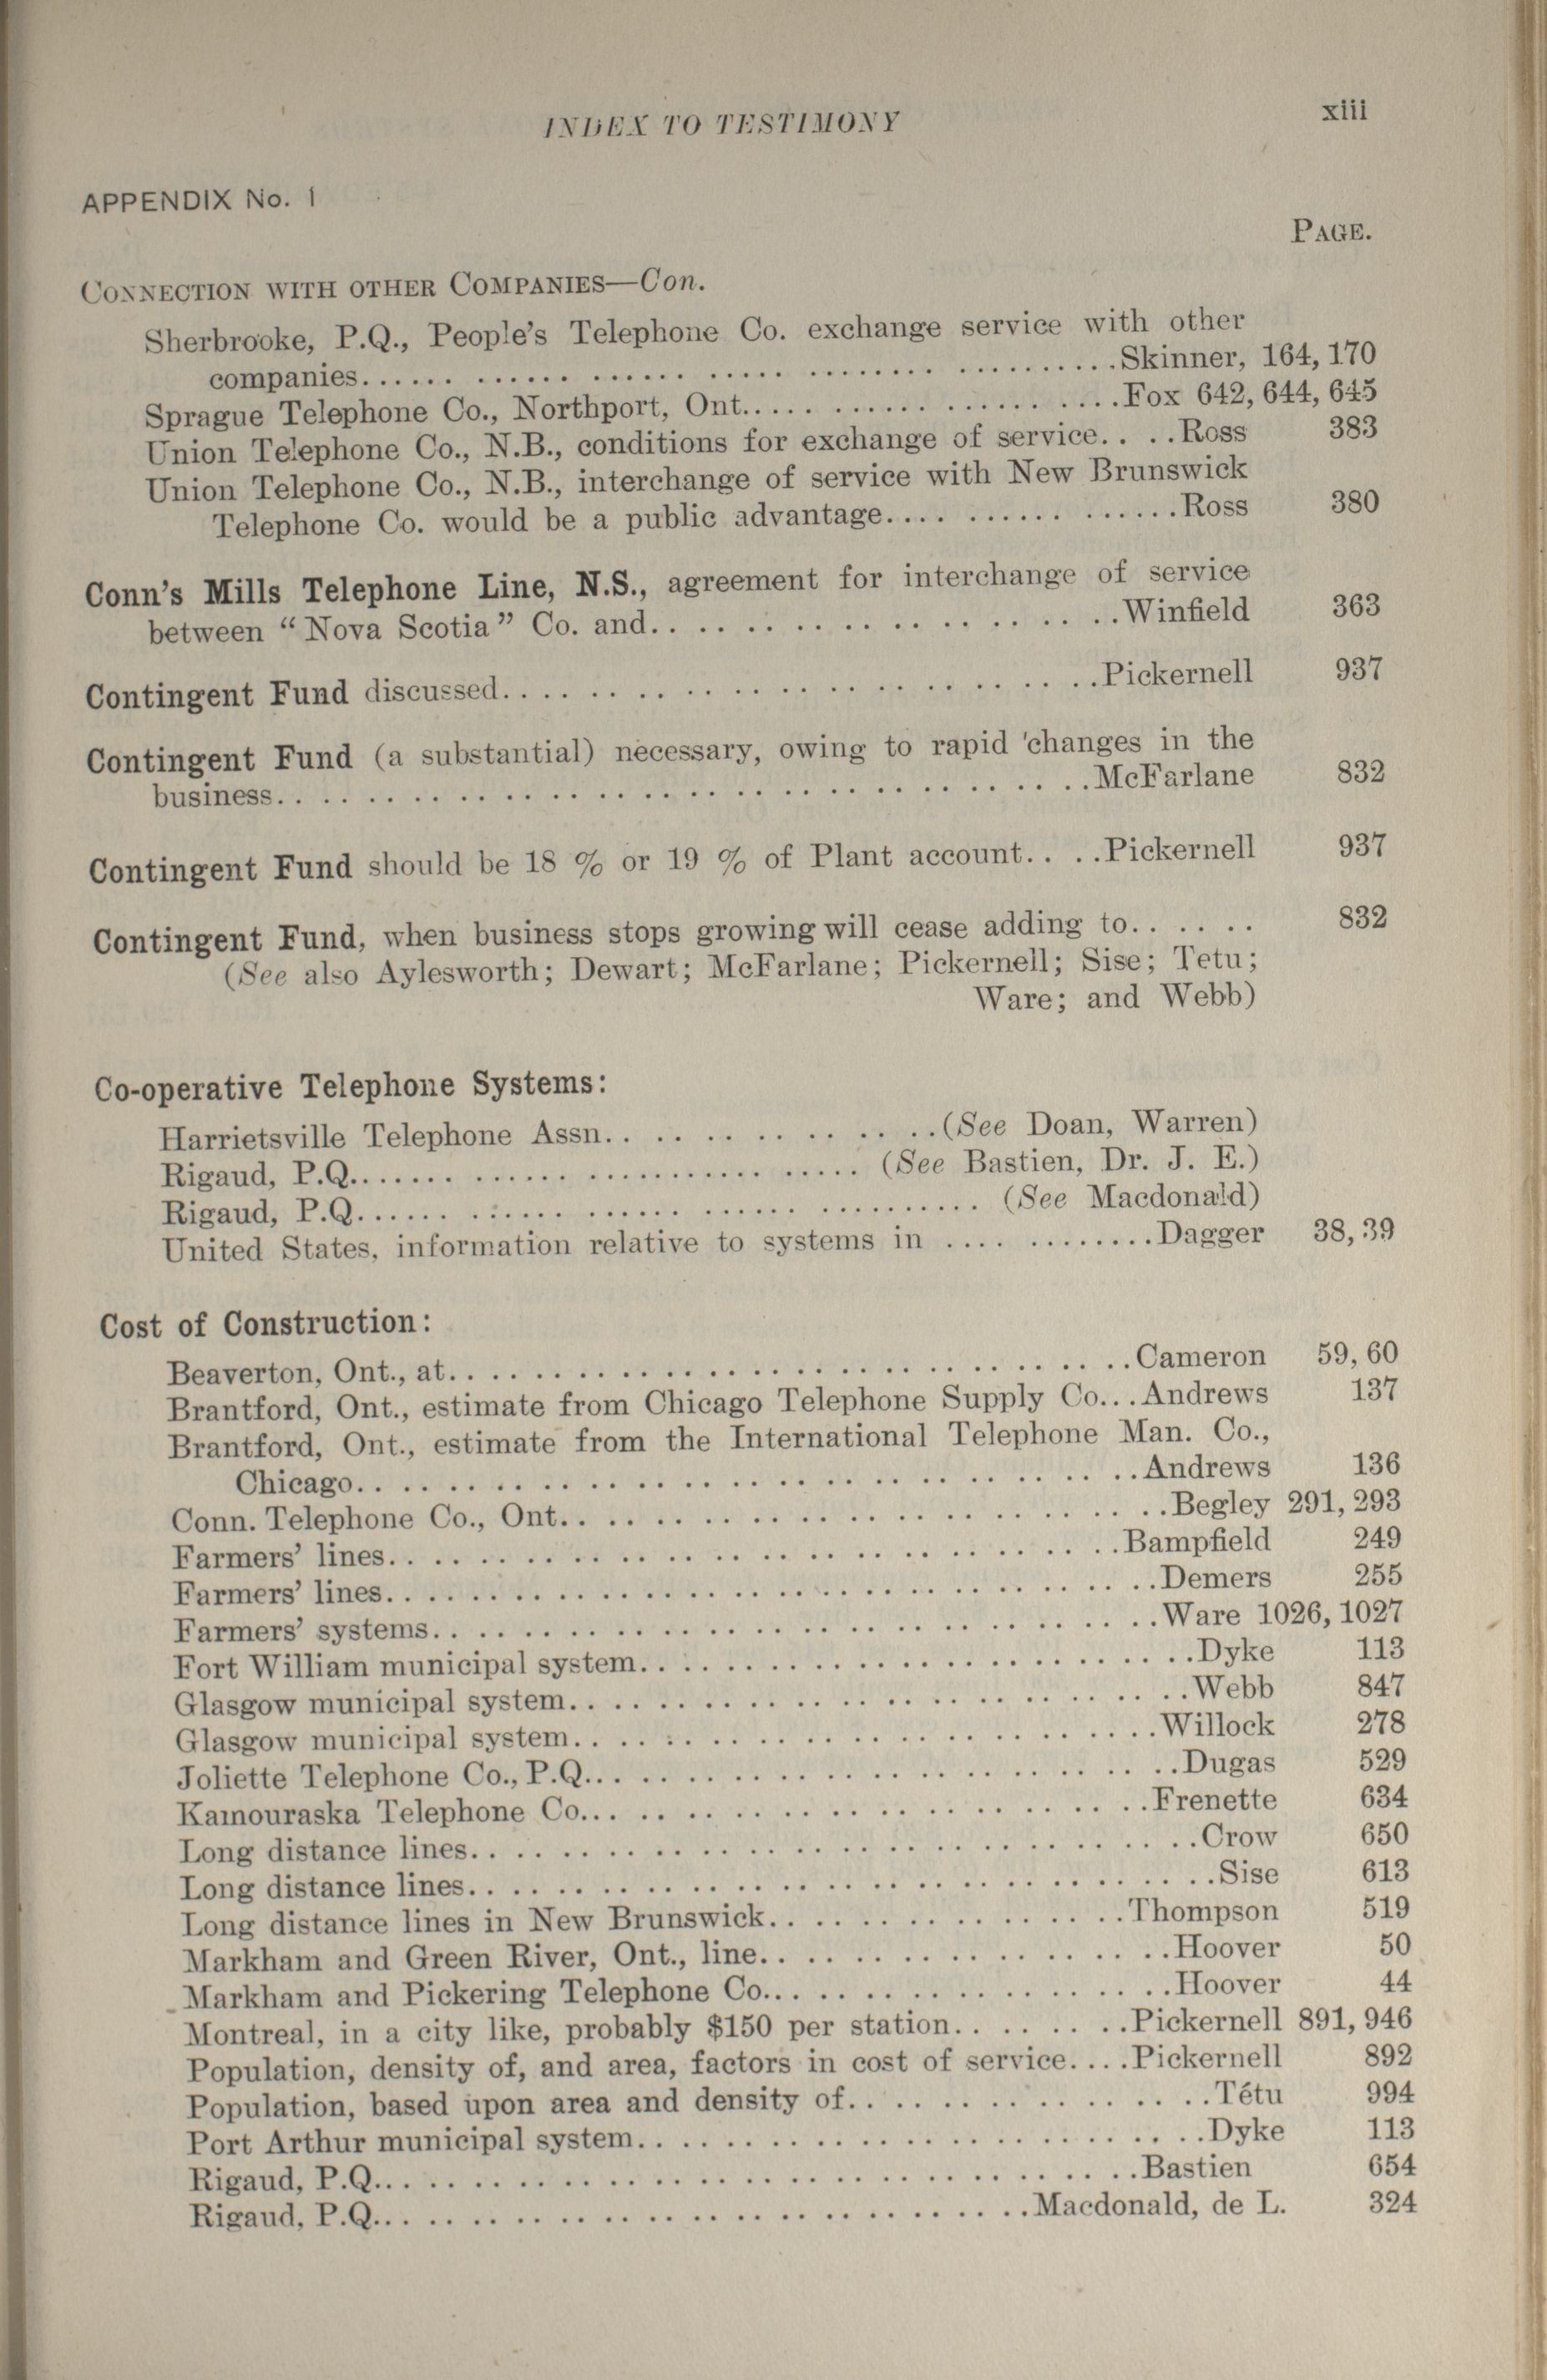 INDEX TO TESTIMONY xiii
APPENDIX No. 1
PAGE.
CONNECTION WITH OTHER COMPANIES—Con.
Sherbrooke, P.Q., People's Telephone Co. exchange service with other
companies.................................Skinner, 164, 170
Sprague Telephone Co., Northport, Ont.....................Fox 642, 644, 645
Union Telephone Co., N.B., conditions for exchange of service....Ross 383
Union Telephone Co., N.B., interchange of service with New Brunswick
Telephone Co. would be a public advantage................Ross 380
Conn's Mills Telephone Line, N.S., agreement for interchange of service
between "Nova Scotia" Co. and....................Winfield 363
Contingent Fund discussed..........................Pickernell 937
Contingent Fund (a substantial) necessary, owing to rapid changes in the
business....................................McFarlane 832
Contingent Fund should be 18 % or 19 % of Plant account....Pickernell 937
Contingent Fund, when business stops growing will cease adding to...... 832
(See also Aylesworth; Dewart; McFarlane; Pickernell; Sise; Tetu;
Ware; and Webb)
Co-operative Telephone Systems:
Harrietsville Telephone Assn...............(See Doan, Warren)
Rigaud, P.Q........................... (See Bastien, Dr. J. E.)
Rigaud, P.Q................................ (See Macdonald)
United States, information relative to systems in ............Dagger 38, 39
Cost of Construction:
Beaverton, Ont., at..............................Cameron 59, 60
Brantford, Ont., estimate from Chicago Telephone Supply Co...Andrews 137
Brantford, Ont., estimate from the International Telephone Man. Co.,
Chicago..................................Andrews 136
Conn. Telephone Co., Ont...........................Begley 291, 293
Farmers' lines................................Bampfield 249
Farmers' lines..................................Demers 255
Farmers' systems................................Ware 1026, 1027
Fort William municipal system.........................Dyke 113
Glasgow municipal system...........................Webb 847
Glasgow municipal system..........................Willock 278
Joliette Telephone Co., P.Q...........................Dugas 529
Kamouraska Telephone Co..........................Frenette 634
Long distance lines................................Crow 650
Long distance lines.................................Sise 613
Long distance lines in New Brunswick................Thompson 519
Markham and Green River, Ont., line..................Hoover 50
Markham and Pickering Telephone Co...................Hoover 44
Montreal, in a city like, probably $150 per station........Pickernell 891, 946
Population, density of, and area, factors in cost of service....Pickernell 892
Population, based upon area and density of................Tétu 994
Port Arthur municipal system.........................Dyke 113
Rigaud, P.Q...................................Bastien 654
Rigaud, P.Q..............................Macdonald, de L. 324